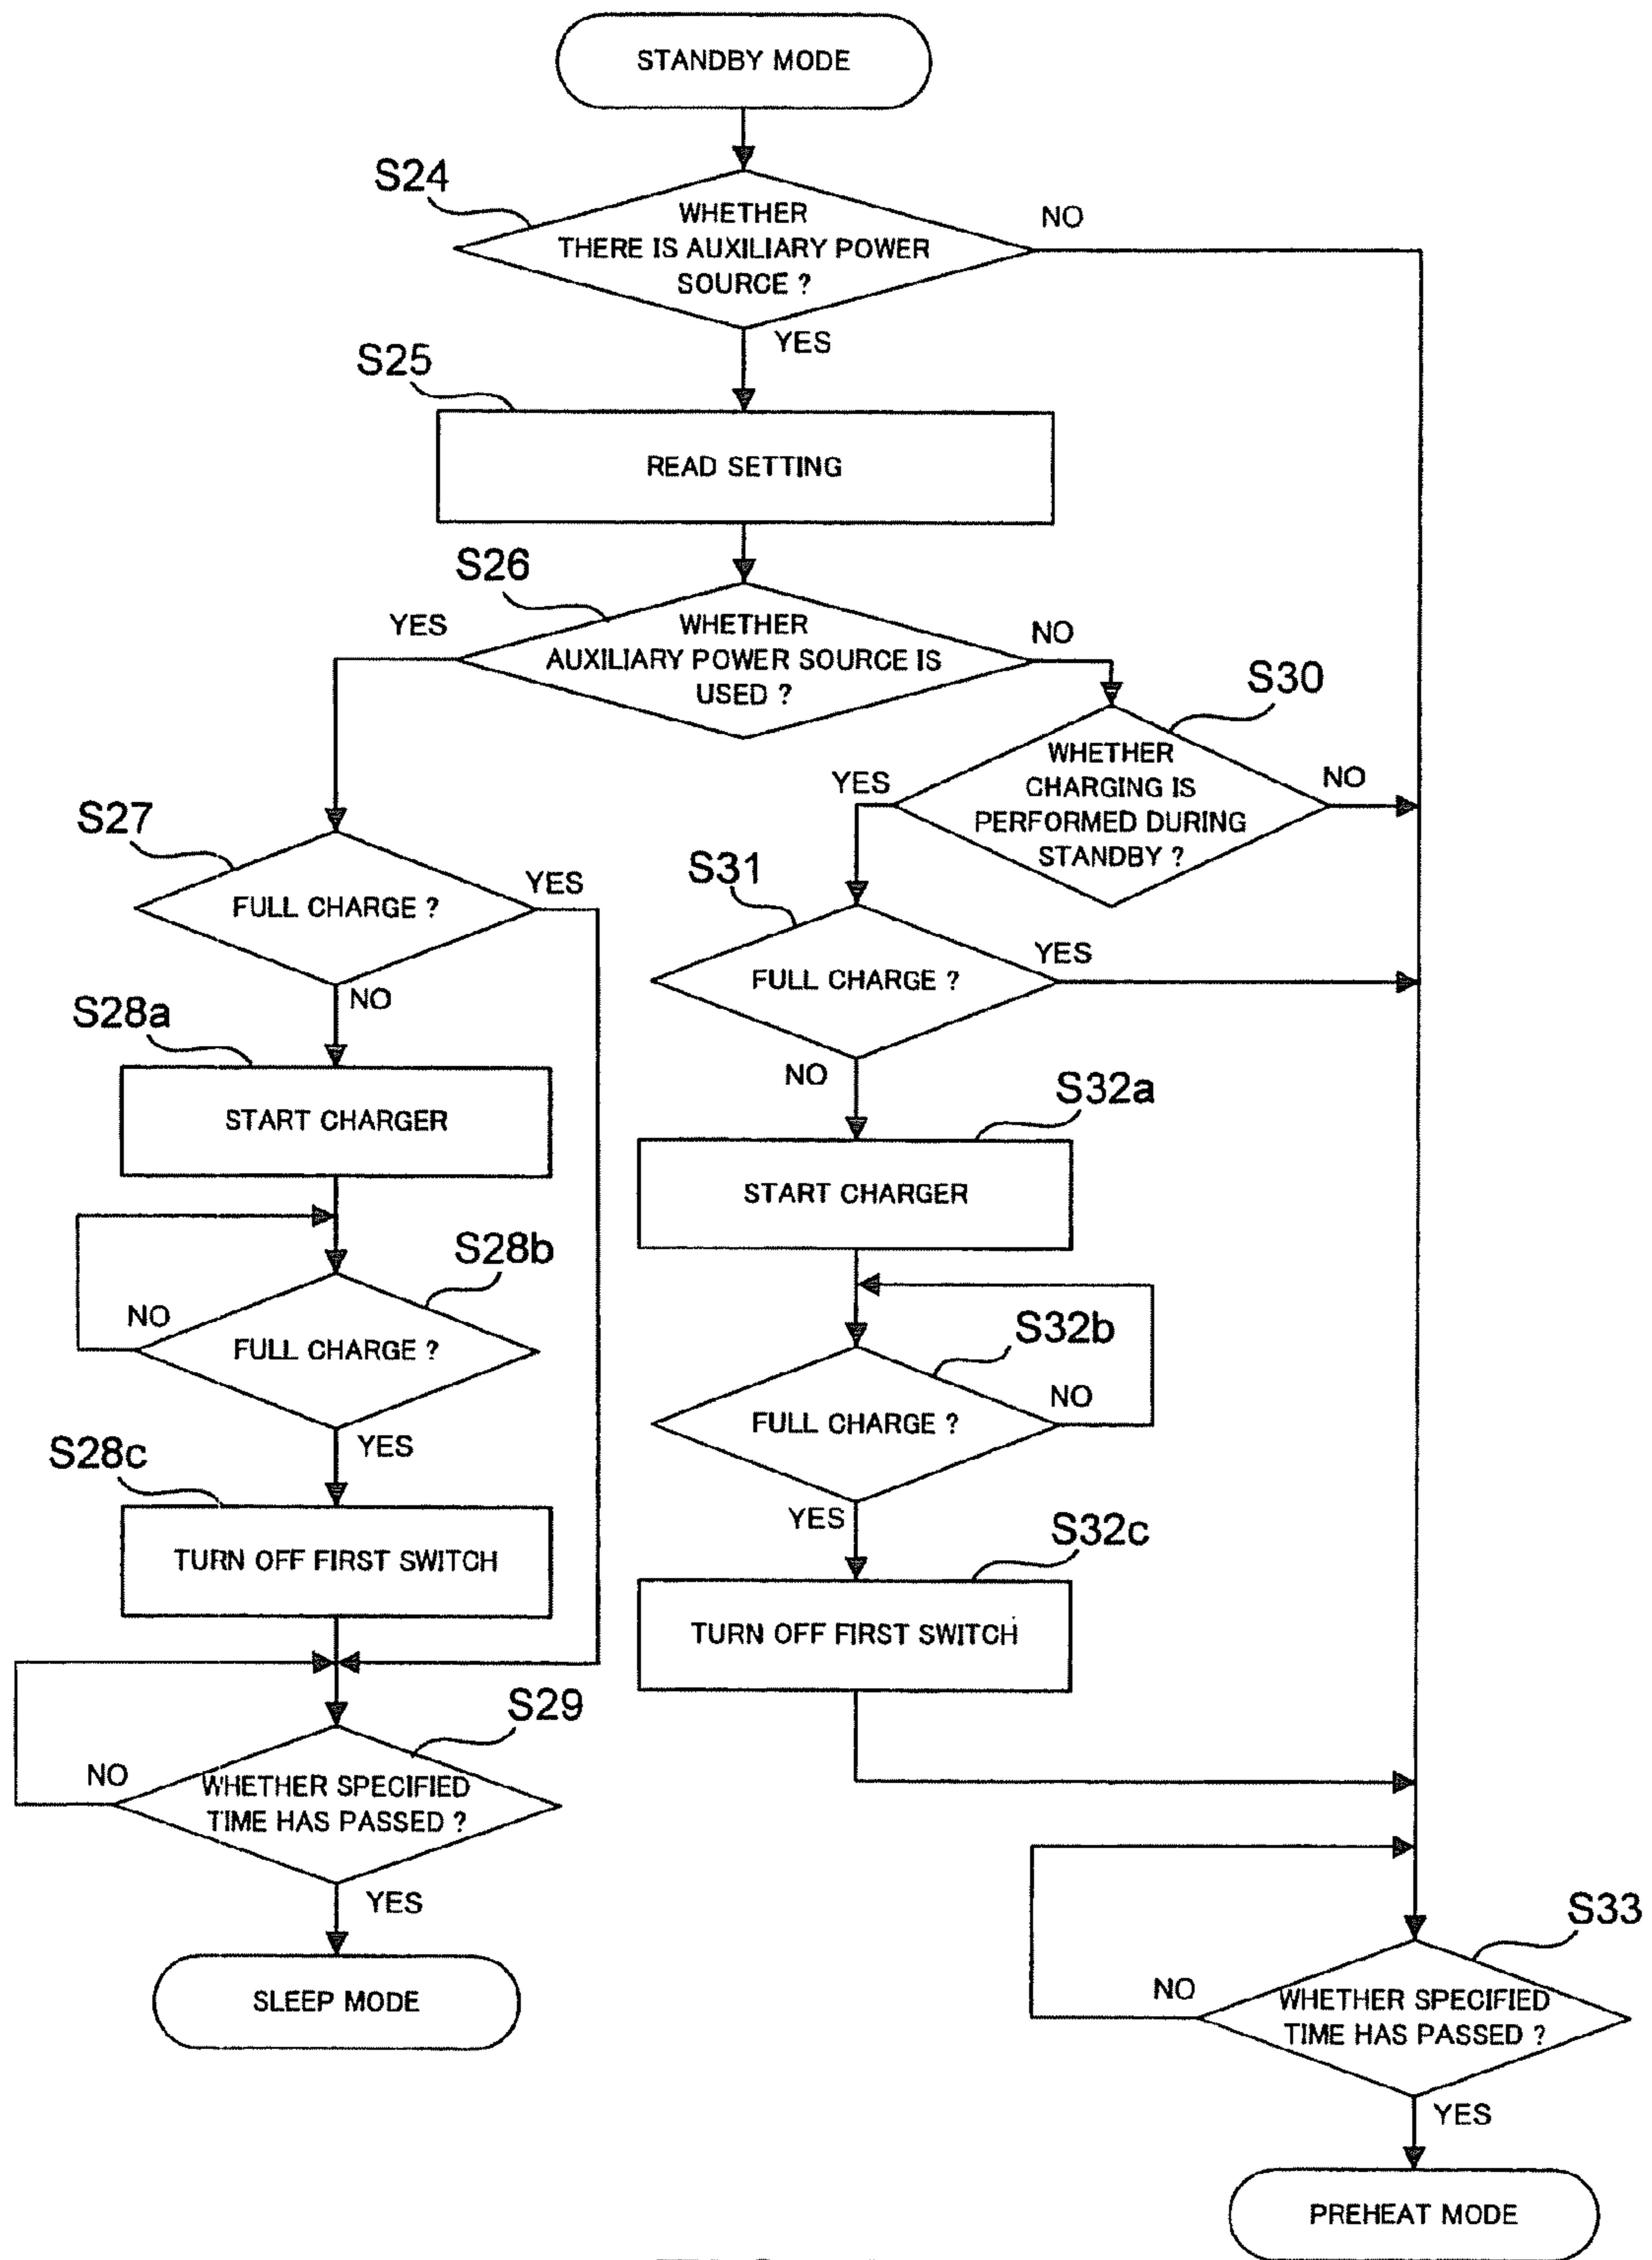 STANDBY MODE
S24
WHETHER
THERE IS AUXILIARY POWER
SOURCE ?
NO
YES
S25
READ SETTING
S26
YES
WHETHER
AUXILIARY POWER SOURCE IS
USED ?
NO
S30
WHETHER
CHARGING IS
PERFORMED DURING
STANDBY ?
YES
NO
S27
FULL CHARGE ?
YES
NO
S31
FULL CHARGE ?
YES
NO
S28a
START CHARGER
S32a
START CHARGER
S28b
NO
FULL CHARGE ?
YES
S32b
FULL CHARGE ?
NO
YES
S28c
TURN OFF FIRST SWITCH
S32c
TURN OFF FIRST SWITCH
S29
NO
WHETHER SPECIFIED
TIME HAS PASSED ?
YES
SLEEP MODE
S33
NO
WHETHER SPECIFIED
TIME HAS PASSED ?
YES
PREHEAT MODE